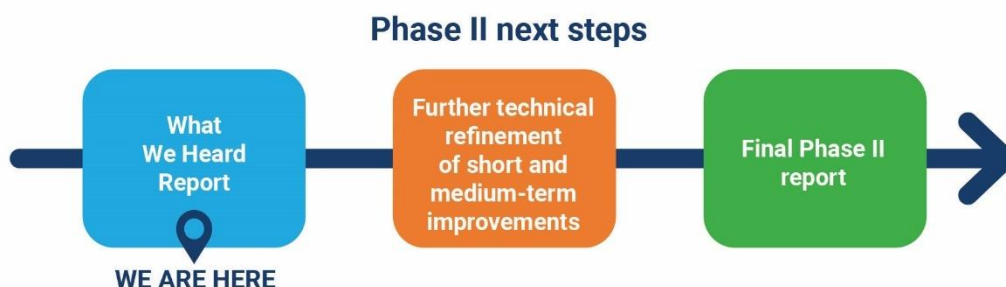 Phase II next steps
What
We Heard
Report
Further technical
refinement
of short and
medium-term
improvements
Final Phase II
report
WE ARE HERE